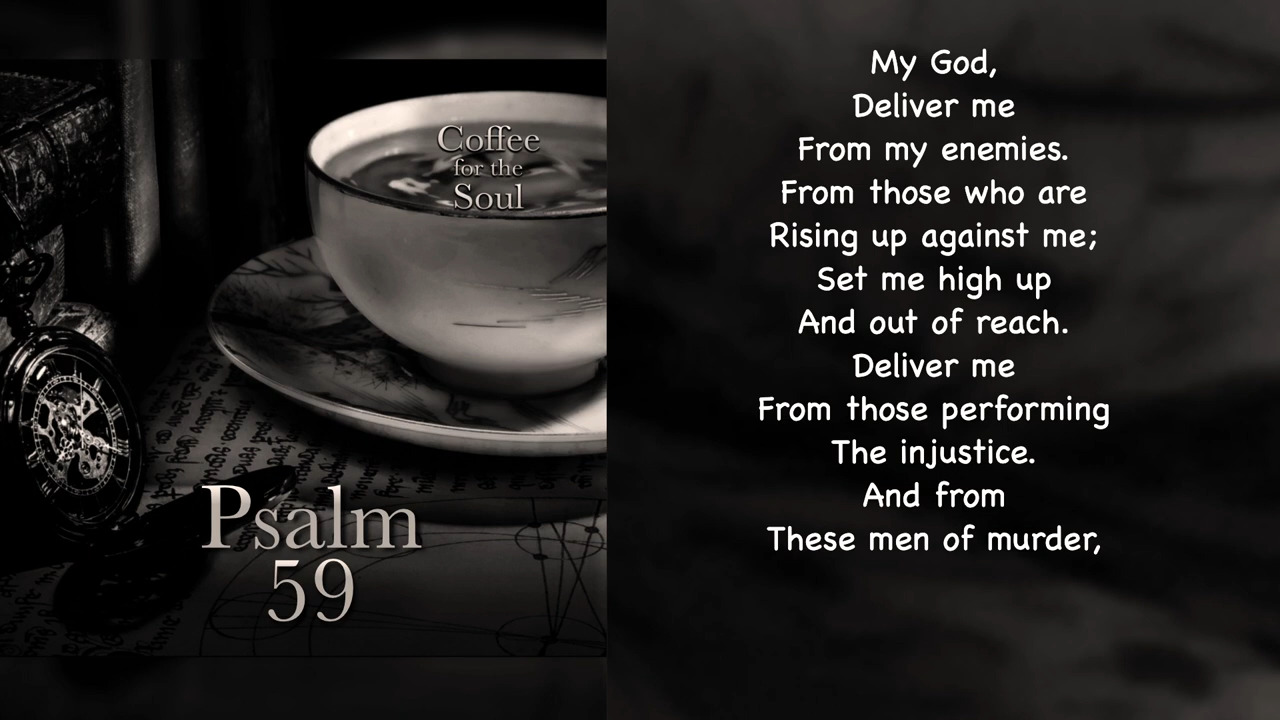 Coffee
for the
Soul
Psalm
59
My God,
Deliver me
From my enemies.
From those who are
Rising up against me;
Set me high up
And out of reach.
Deliver me
From those performing
The injustice.
And from
These men of murder,